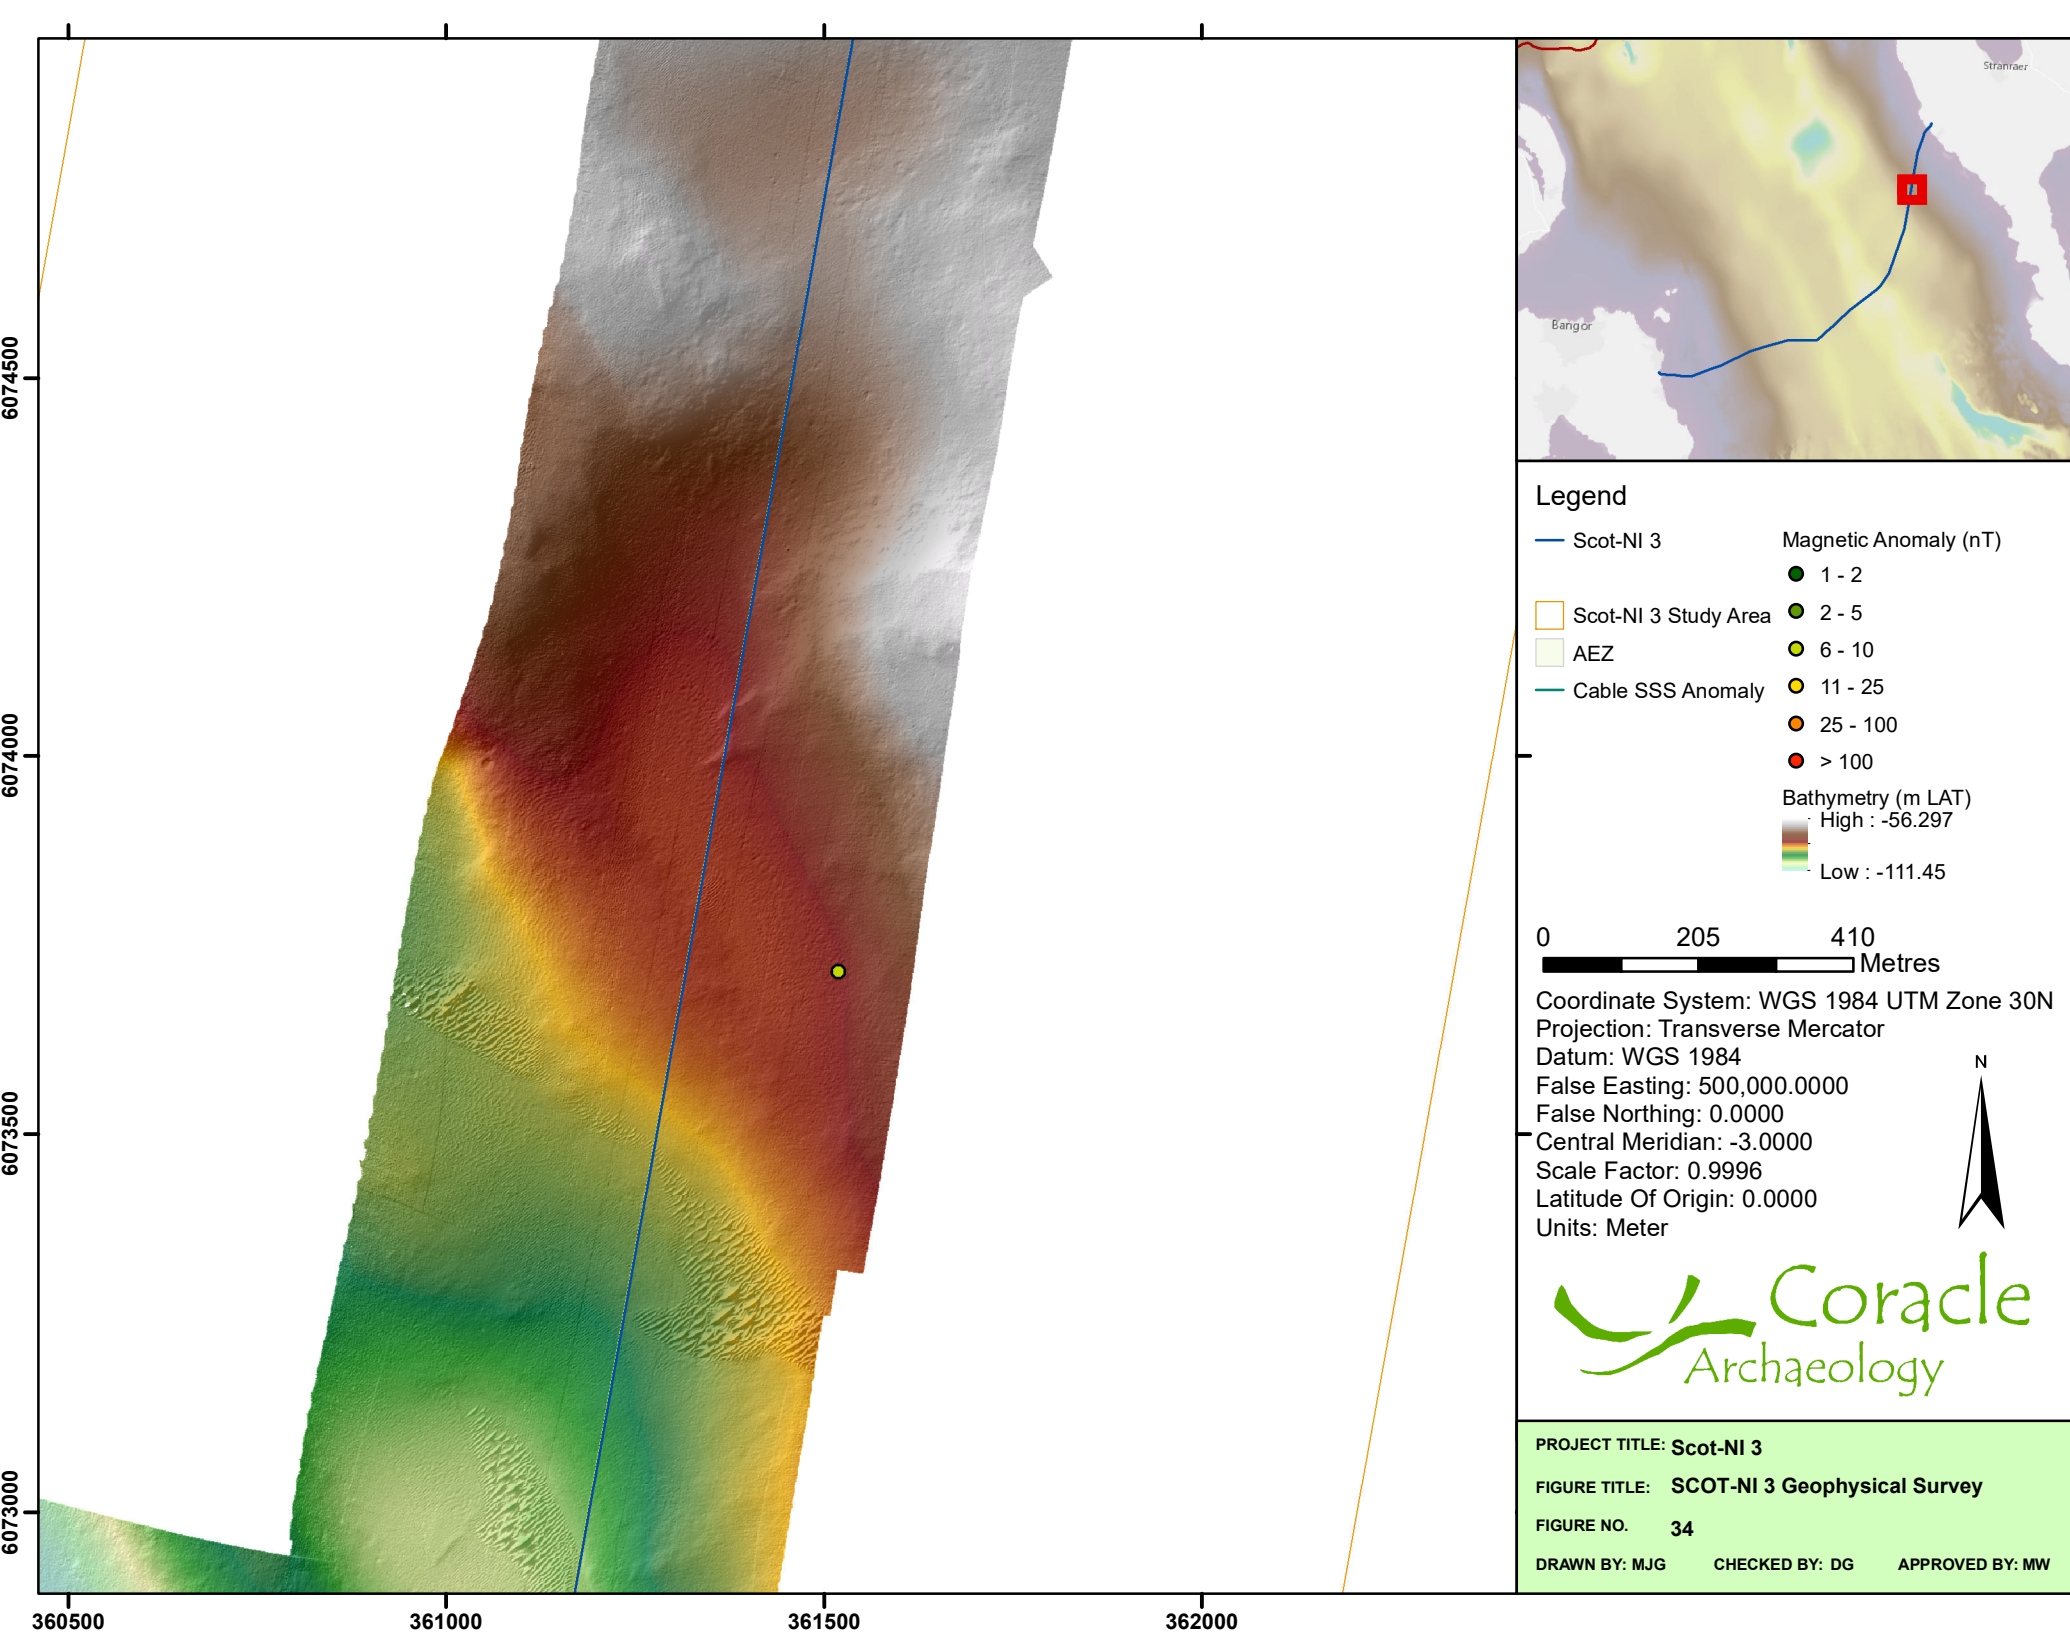 Stranraer
Bangor
6074500
6074000
6073500
6073000
360500
361000
361500
362000
Legend
Scot-NI 3
Scot-NI 3 Study Area
AEZ
Cable SSS Anomaly
Magnetic Anomaly (nT)
1 - 2
2 - 5
6 - 10
11 - 25
25 - 100
> 100
Bathymetry (m LAT)
High : -56.297
Low : -111.45
0 205 410
Metres
Coordinate System: WGS 1984 UTM Zone 30N
Projection: Transverse Mercator
Datum: WGS 1984
False Easting: 500,000.0000
False Northing: 0.0000
Central Meridian: -3.0000
Scale Factor: 0.9996
Latitude Of Origin: 0.0000
Units: Meter
N
Coracle
Archaeology
PROJECT TITLE: Scot-NI 3
FIGURE TITLE: SCOT-NI 3 Geophysical Survey
FIGURE NO. 34
DRAWN BY: MJG CHECKED BY: DG APPROVED BY: MW